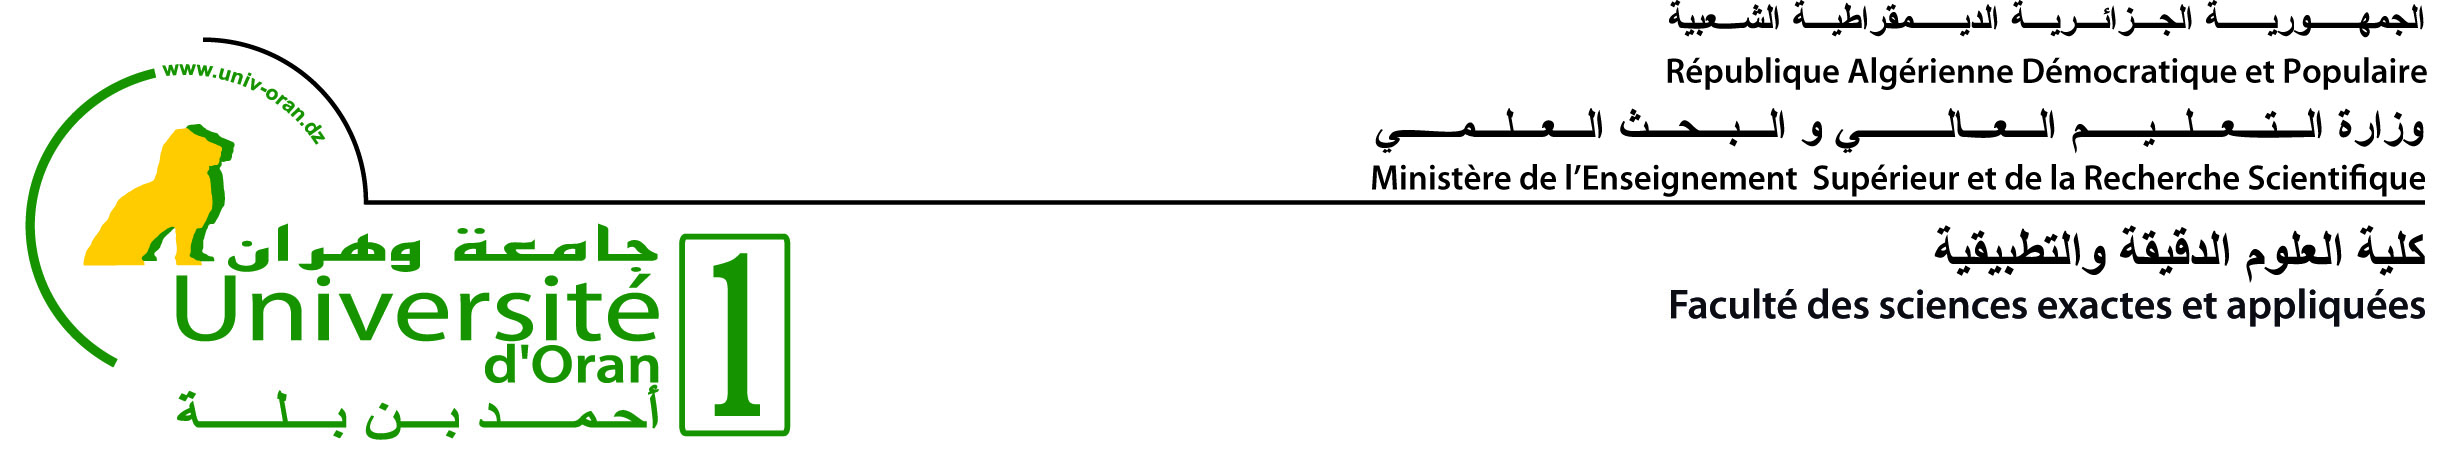 الجمهورية الجزائرية الديمقراطية الشعبية
République Algérienne Démocratique et Populaire
وزارة التعليم العالي و البحث العلمي
Ministère de l'Enseignement Supérieur et de la Recherche Scientifique
كلية العلوم الدقيقة والتطبيقية
Faculté des sciences exactes et appliquées
www.univ-oran.dz
جامعة وهران
Université
d'Oran
1
أحمد بن بلة